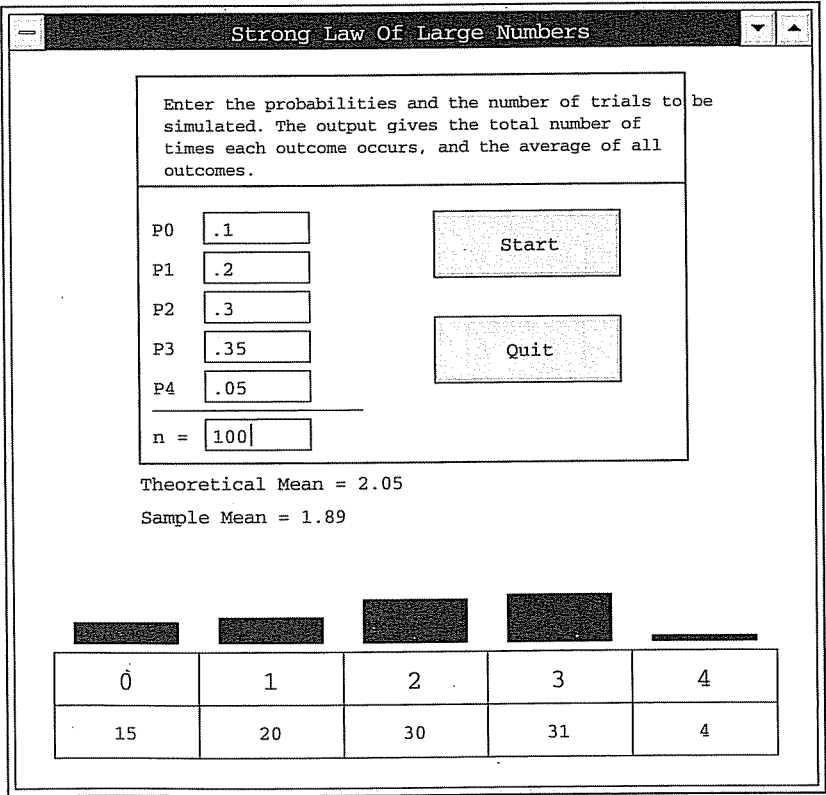 Strong Law Of Large Numbers
Enter the probabilities and the number of trials to be
simulated. The output gives the total number of
times each outcome occurs, and the average of all
outcomes.
P0 .1
P1 .2
P2 .3
P3 .35
P4 .05
n = 100
Start
Quit
Theoretical Mean = 2.05
Sample Mean = 1.89
0 1 2 3 4
15 20 30 31 4